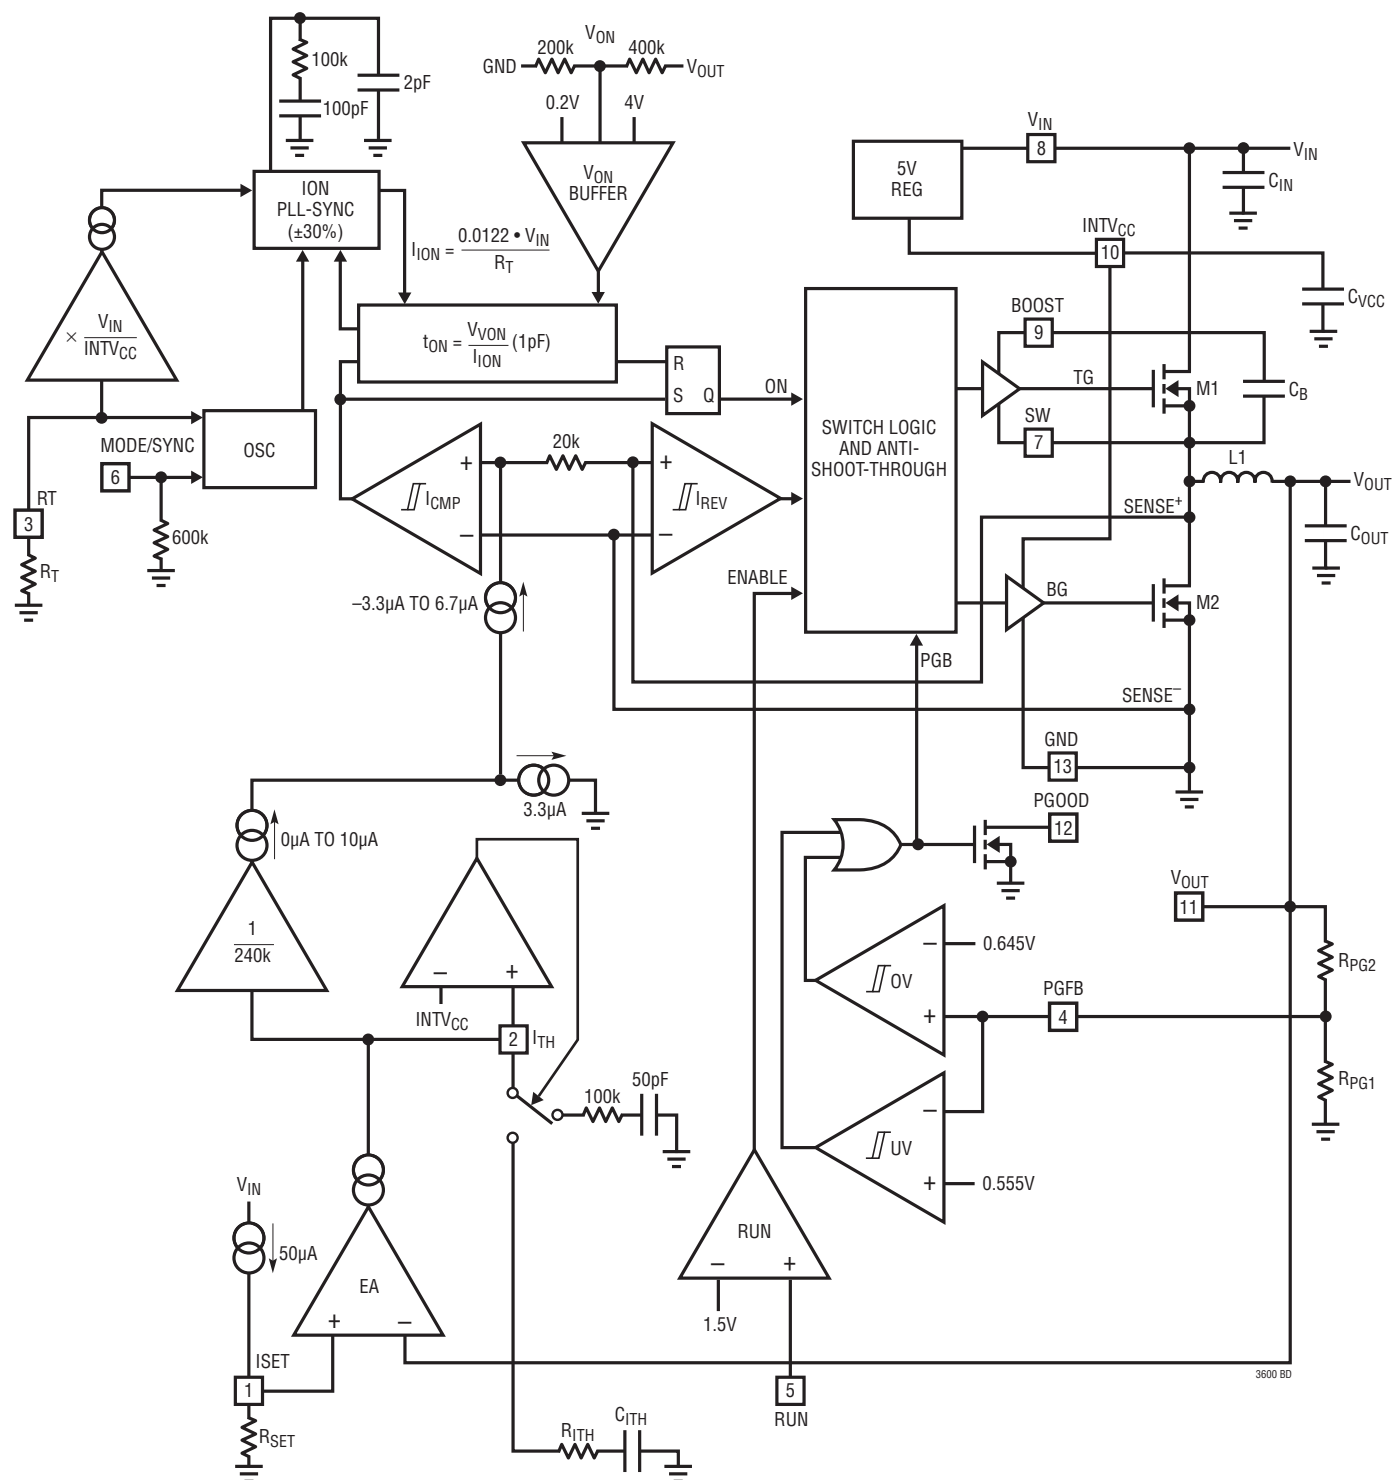 100k
2pF
100pF
V_ON
200k
400k
GND
V_OUT
0.2V
4V
V_ON
BUFFER
ION
PLL-SYNC
(±30%)
I_ION = 0.0122 • V_IN / R_T
× V_IN / INTV_CC
t_ON = V_VON / I_ION (1pF)
R
S
Q
ON
OSC
MODE/SYNC
6
600k
RT
3
R_T
5V
REG
V_IN
8
V_IN
C_IN
INTV_CC
10
C_VCC
BOOST
9
TG
M1
C_B
SW
7
SWITCH LOGIC
AND ANTI-
SHOOT-THROUGH
L1
V_OUT
C_OUT
SENSE+
20k
+
I_CMP
–
+
I_REV
–
ENABLE
BG
M2
–3.3µA TO 6.7µA
PGB
SENSE–
GND
13
3.3µA
PGOOD
12
0µA TO 10µA
1 / 240k
–
+
INTV_CC
2
I_TH
100k
50pF
V_OUT
11
–
0.645V
OV
+
PGFB
4
R_PG2
R_PG1
–
UV
+
0.555V
RUN
–
+
1.5V
5
RUN
V_IN
50µA
EA
+
–
ISET
1
R_SET
R_ITH
C_ITH
3600 BD